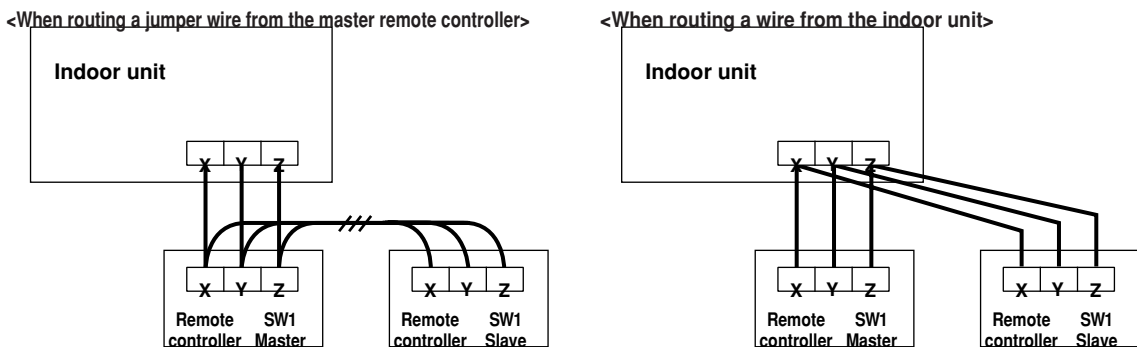 <When routing a jumper wire from the master remote controller>
Indoor unit
X Y Z
X Y Z
Remote controller SW1 Master
X Y Z
Remote controller SW1 Slave
<When routing a wire from the indoor unit>
Indoor unit
X Y Z
X Y Z
Remote controller SW1 Master
X Y Z
Remote controller SW1 Slave